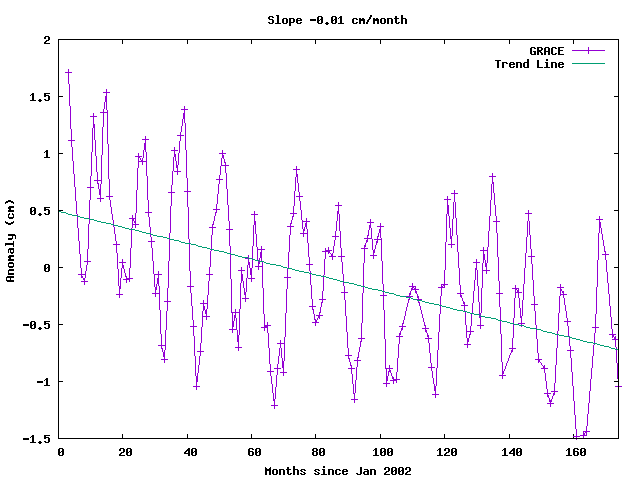 Slope -0.01 cm/month
GRACE
Trend Line
Anomaly (cm)
2
1.5
1
0.5
0
-0.5
-1
-1.5
0 20 40 60 80 100 120 140 160
Months since Jan 2002